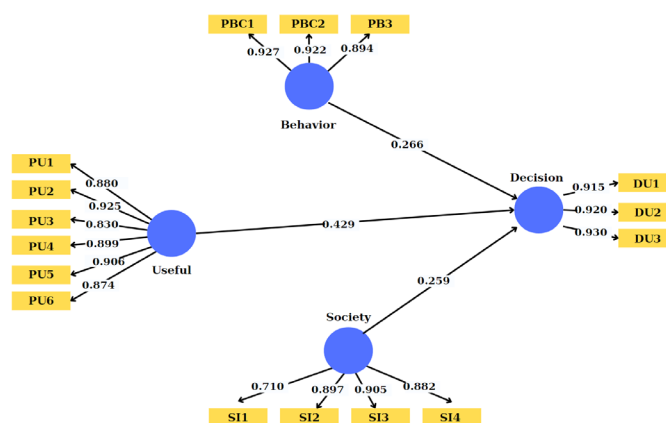 PBC1 PBC2 PB3
0.927 0.922 0.894
Behavior
0.266
PU1
PU2
PU3
PU4
PU5
PU6
0.880
0.925
0.830
0.899
0.906
0.874
Useful
0.429
Decision
0.915
0.920
0.930
DU1
DU2
DU3
0.259
Society
0.710 0.897 0.905 0.882
SI1 SI2 SI3 SI4